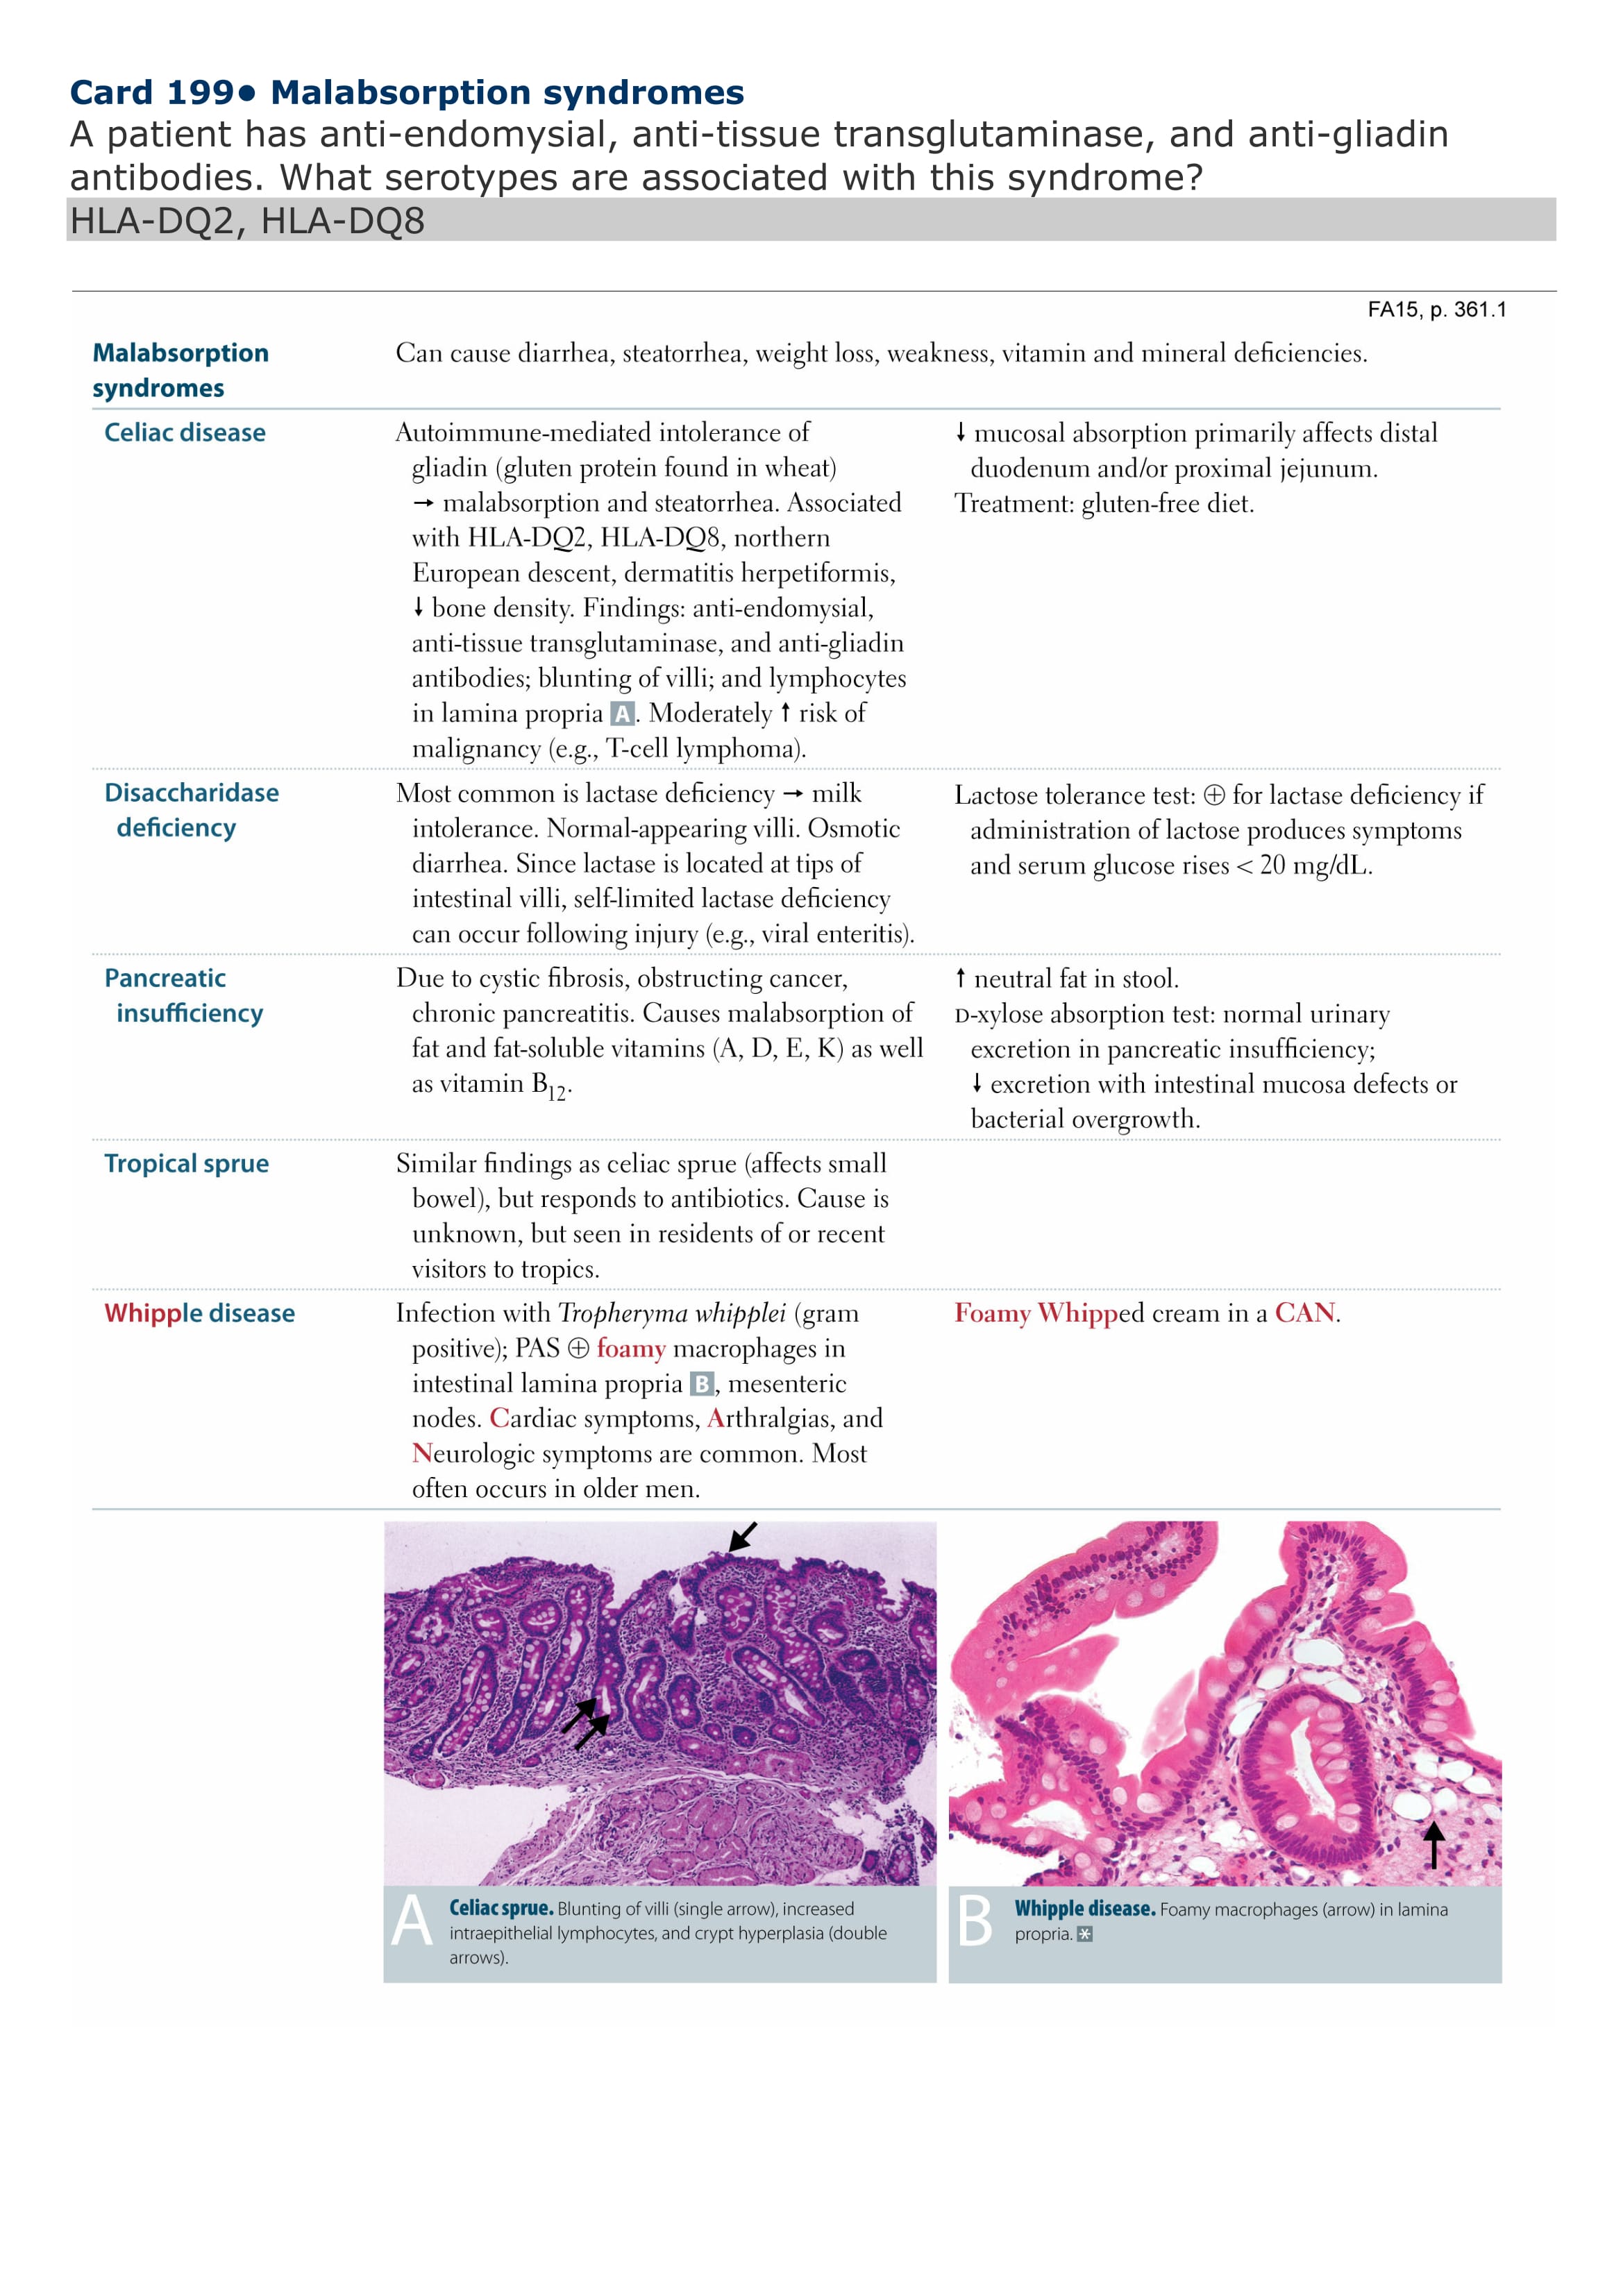 Card 199● Malabsorption syndromes
A patient has anti-endomysial, anti-tissue transglutaminase, and anti-gliadin
antibodies. What serotypes are associated with this syndrome?
HLA-DQ2, HLA-DQ8
FA15, p. 361.1
Malabsorption
syndromes
Can cause diarrhea, steatorrhea, weight loss, weakness, vitamin and mineral deficiencies.
Celiac disease
Autoimmune-mediated intolerance of
gliadin (gluten protein found in wheat)
→ malabsorption and steatorrhea. Associated
with HLA-DQ2, HLA-DQ8, northern
European descent, dermatitis herpetiformis,
↓ bone density. Findings: anti-endomysial,
anti-tissue transglutaminase, and anti-gliadin
antibodies; blunting of villi; and lymphocytes
in lamina propria A. Moderately ↑ risk of
malignancy (e.g., T-cell lymphoma).
↓ mucosal absorption primarily affects distal
duodenum and/or proximal jejunum.
Treatment: gluten-free diet.
Disaccharidase
deficiency
Most common is lactase deficiency → milk
intolerance. Normal-appearing villi. Osmotic
diarrhea. Since lactase is located at tips of
intestinal villi, self-limited lactase deficiency
can occur following injury (e.g., viral enteritis).
Lactose tolerance test: ⊕ for lactase deficiency if
administration of lactose produces symptoms
and serum glucose rises < 20 mg/dL.
Pancreatic
insufficiency
Due to cystic fibrosis, obstructing cancer,
chronic pancreatitis. Causes malabsorption of
fat and fat-soluble vitamins (A, D, E, K) as well
as vitamin B12.
↑ neutral fat in stool.
D-xylose absorption test: normal urinary
excretion in pancreatic insufficiency;
↓ excretion with intestinal mucosa defects or
bacterial overgrowth.
Tropical sprue
Similar findings as celiac sprue (affects small
bowel), but responds to antibiotics. Cause is
unknown, but seen in residents of or recent
visitors to tropics.
Whipple disease
Infection with Tropheryma whipplei (gram
positive); PAS ⊕ foamy macrophages in
intestinal lamina propria B, mesenteric
nodes. Cardiac symptoms, Arthralgias, and
Neurologic symptoms are common. Most
often occurs in older men.
Foamy Whipped cream in a CAN.
A
Celiac sprue. Blunting of villi (single arrow), increased
intraepithelial lymphocytes, and crypt hyperplasia (double
arrows).
B
Whipple disease. Foamy macrophages (arrow) in lamina
propria. *